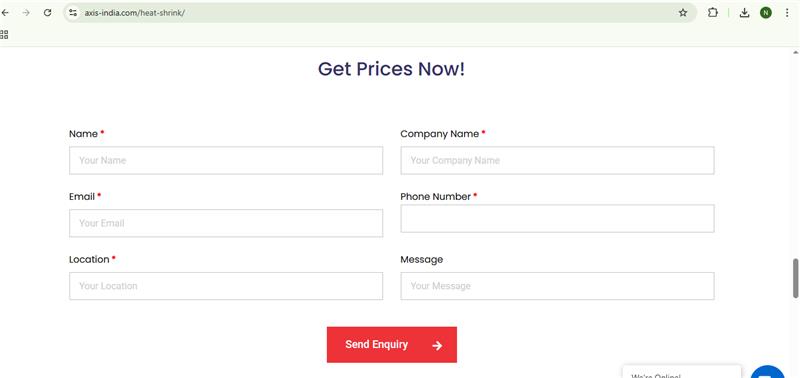 axis-india.com/heat-shrink/
N
Get Prices Now!
Name *
Company Name *
Your Name
Your Company Name
Email *
Phone Number *
Your Email
Location *
Message
Your Location
Your Message
Send Enquiry
We're Online!